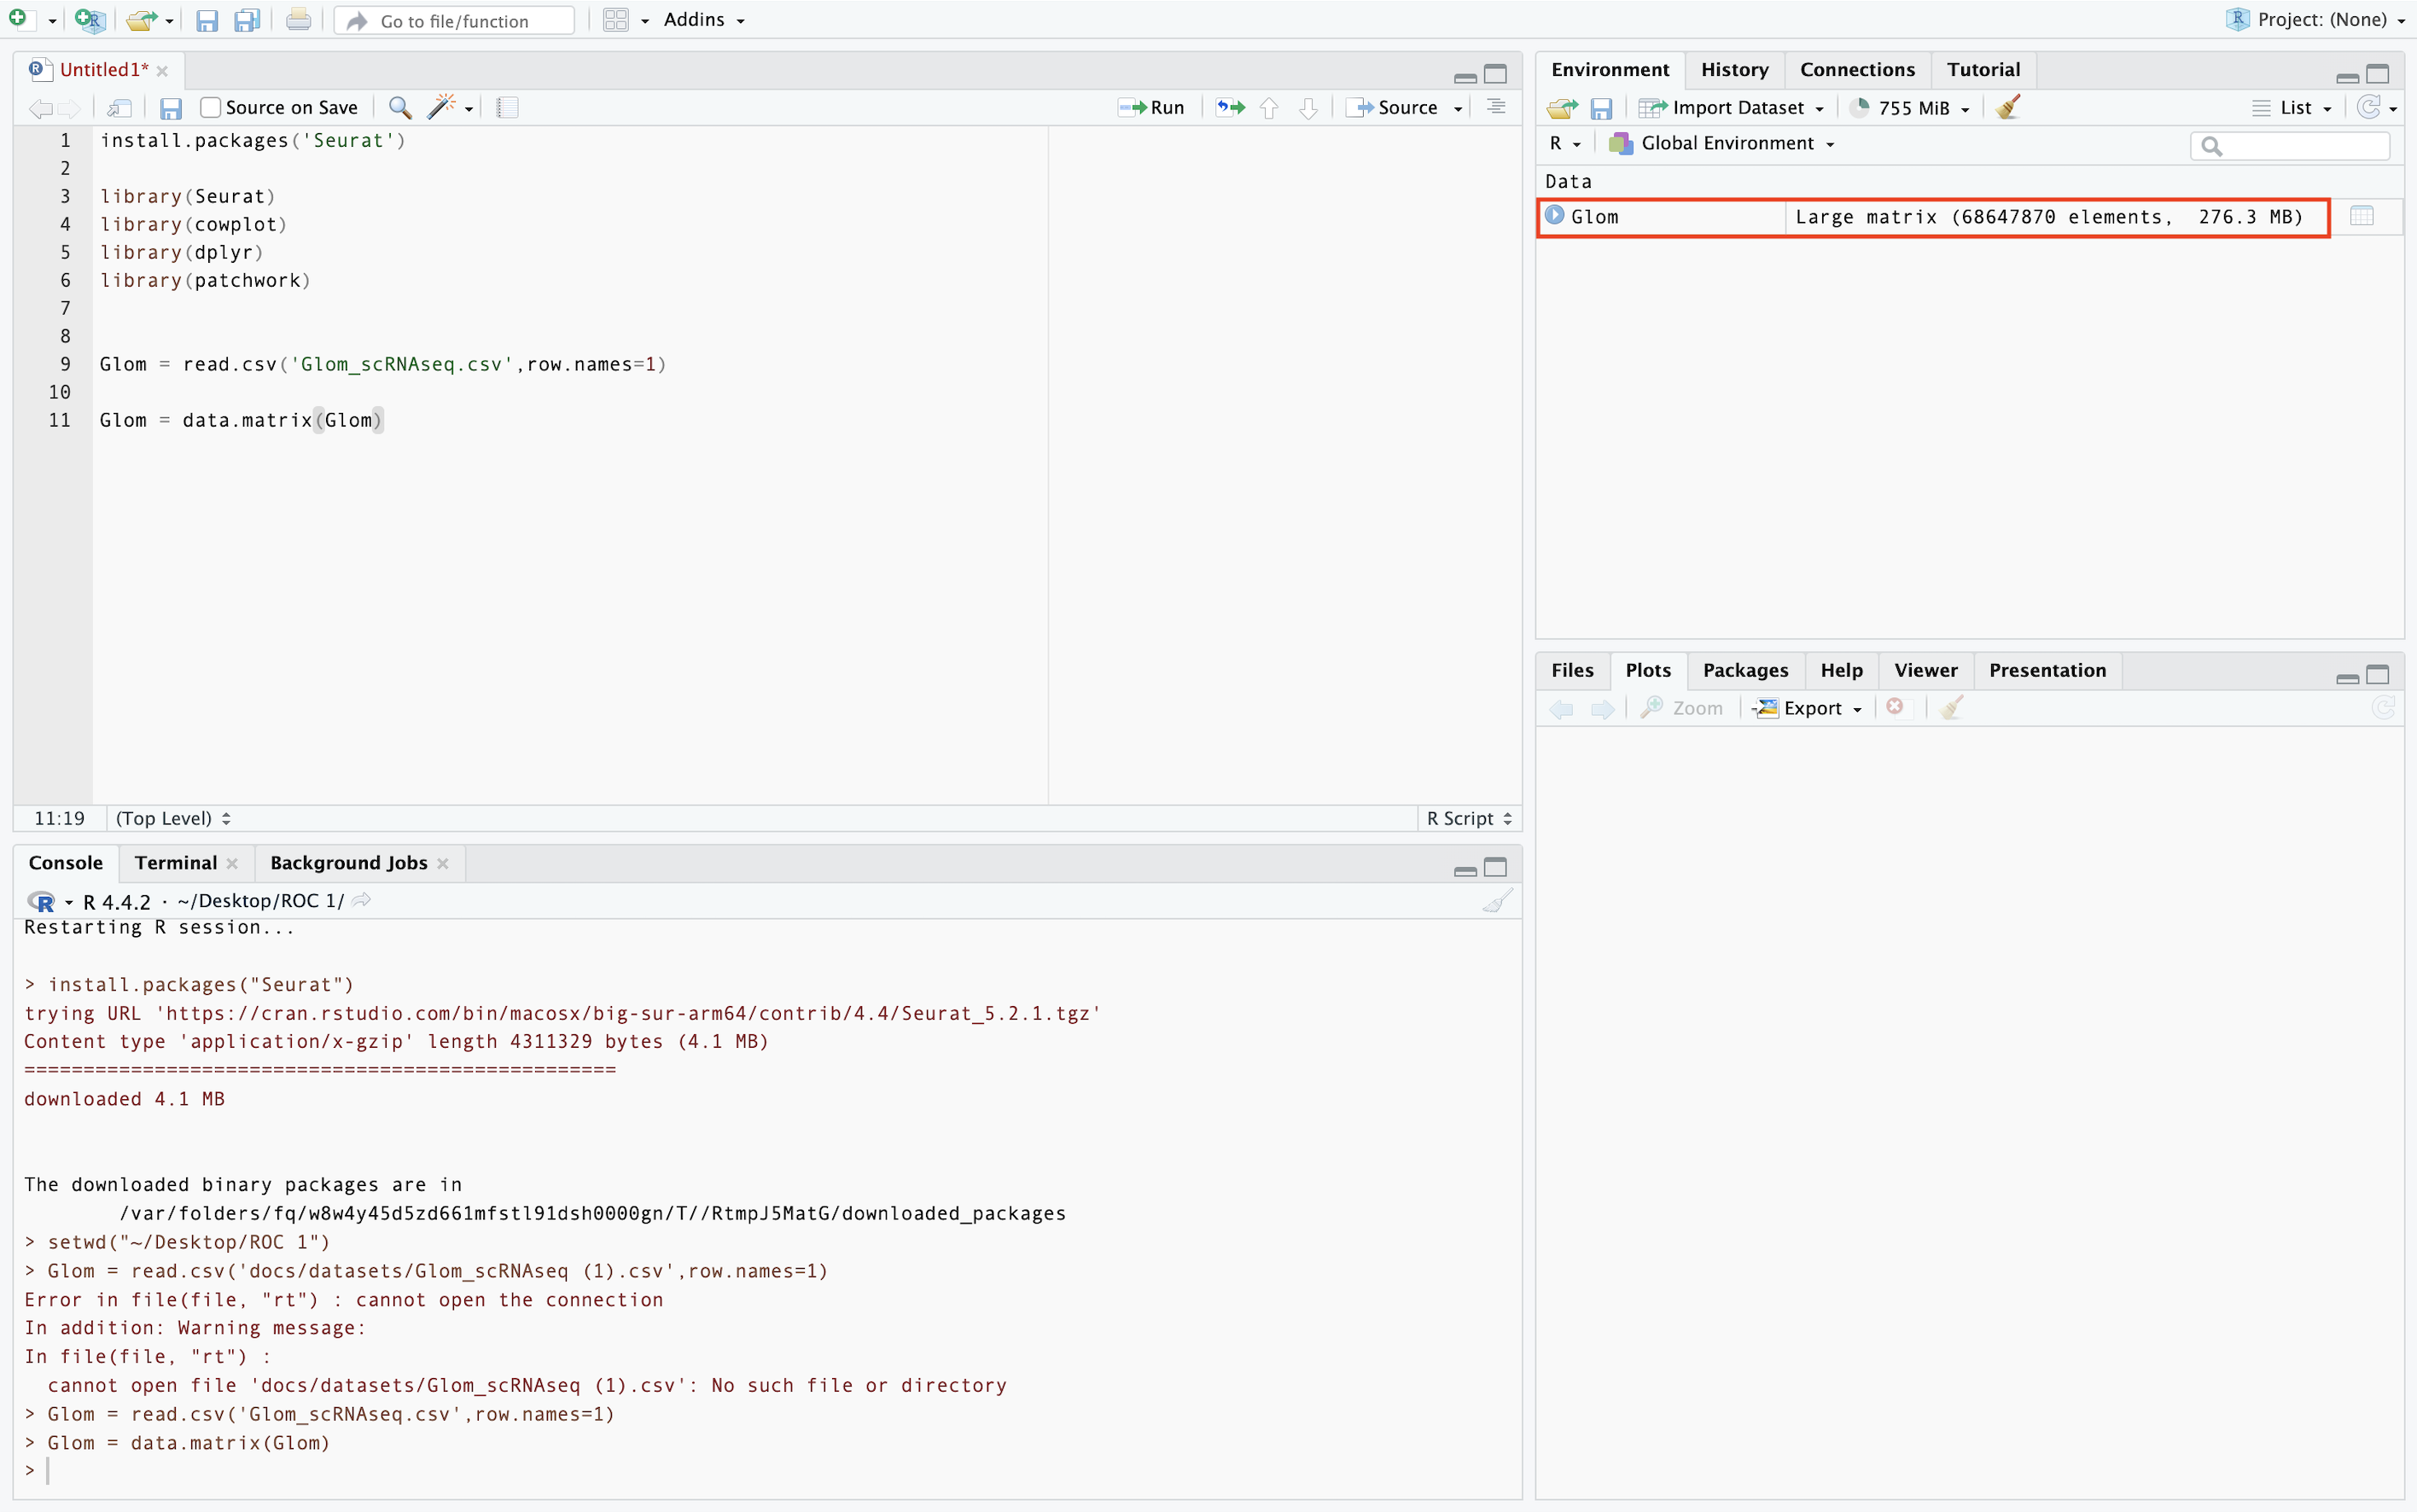 Go to file/function Addins Project: (None)
Untitled1*
Source on Save Run Source
1 install.packages('Seurat')
2
3 library(Seurat)
4 library(cowplot)
5 library(dplyr)
6 library(patchwork)
7
8
9 Glom = read.csv('Glom_scRNAseq.csv',row.names=1)
10
11 Glom = data.matrix(Glom)
11:19 (Top Level) R Script
Console Terminal Background Jobs
R 4.4.2 · ~/Desktop/ROC 1/
Restarting R session...
> install.packages("Seurat")
trying URL 'https://cran.rstudio.com/bin/macosx/big-sur-arm64/contrib/4.4/Seurat_5.2.1.tgz'
Content type 'application/x-gzip' length 4311329 bytes (4.1 MB)
==================================================
downloaded 4.1 MB
The downloaded binary packages are in
/var/folders/fq/w8w4y45d5zd661mfstl91dsh0000gn/T//RtmpJ5MatG/downloaded_packages
> setwd("~/Desktop/ROC 1")
> Glom = read.csv('docs/datasets/Glom_scRNAseq (1).csv',row.names=1)
Error in file(file, "rt") : cannot open the connection
In addition: Warning message:
In file(file, "rt") :
cannot open file 'docs/datasets/Glom_scRNAseq (1).csv': No such file or directory
> Glom = read.csv('Glom_scRNAseq.csv',row.names=1)
> Glom = data.matrix(Glom)
>
Environment History Connections Tutorial
Import Dataset 755 MiB List
R Global Environment
Data
Glom Large matrix (68647870 elements, 276.3 MB)
Files Plots Packages Help Viewer Presentation
Zoom Export